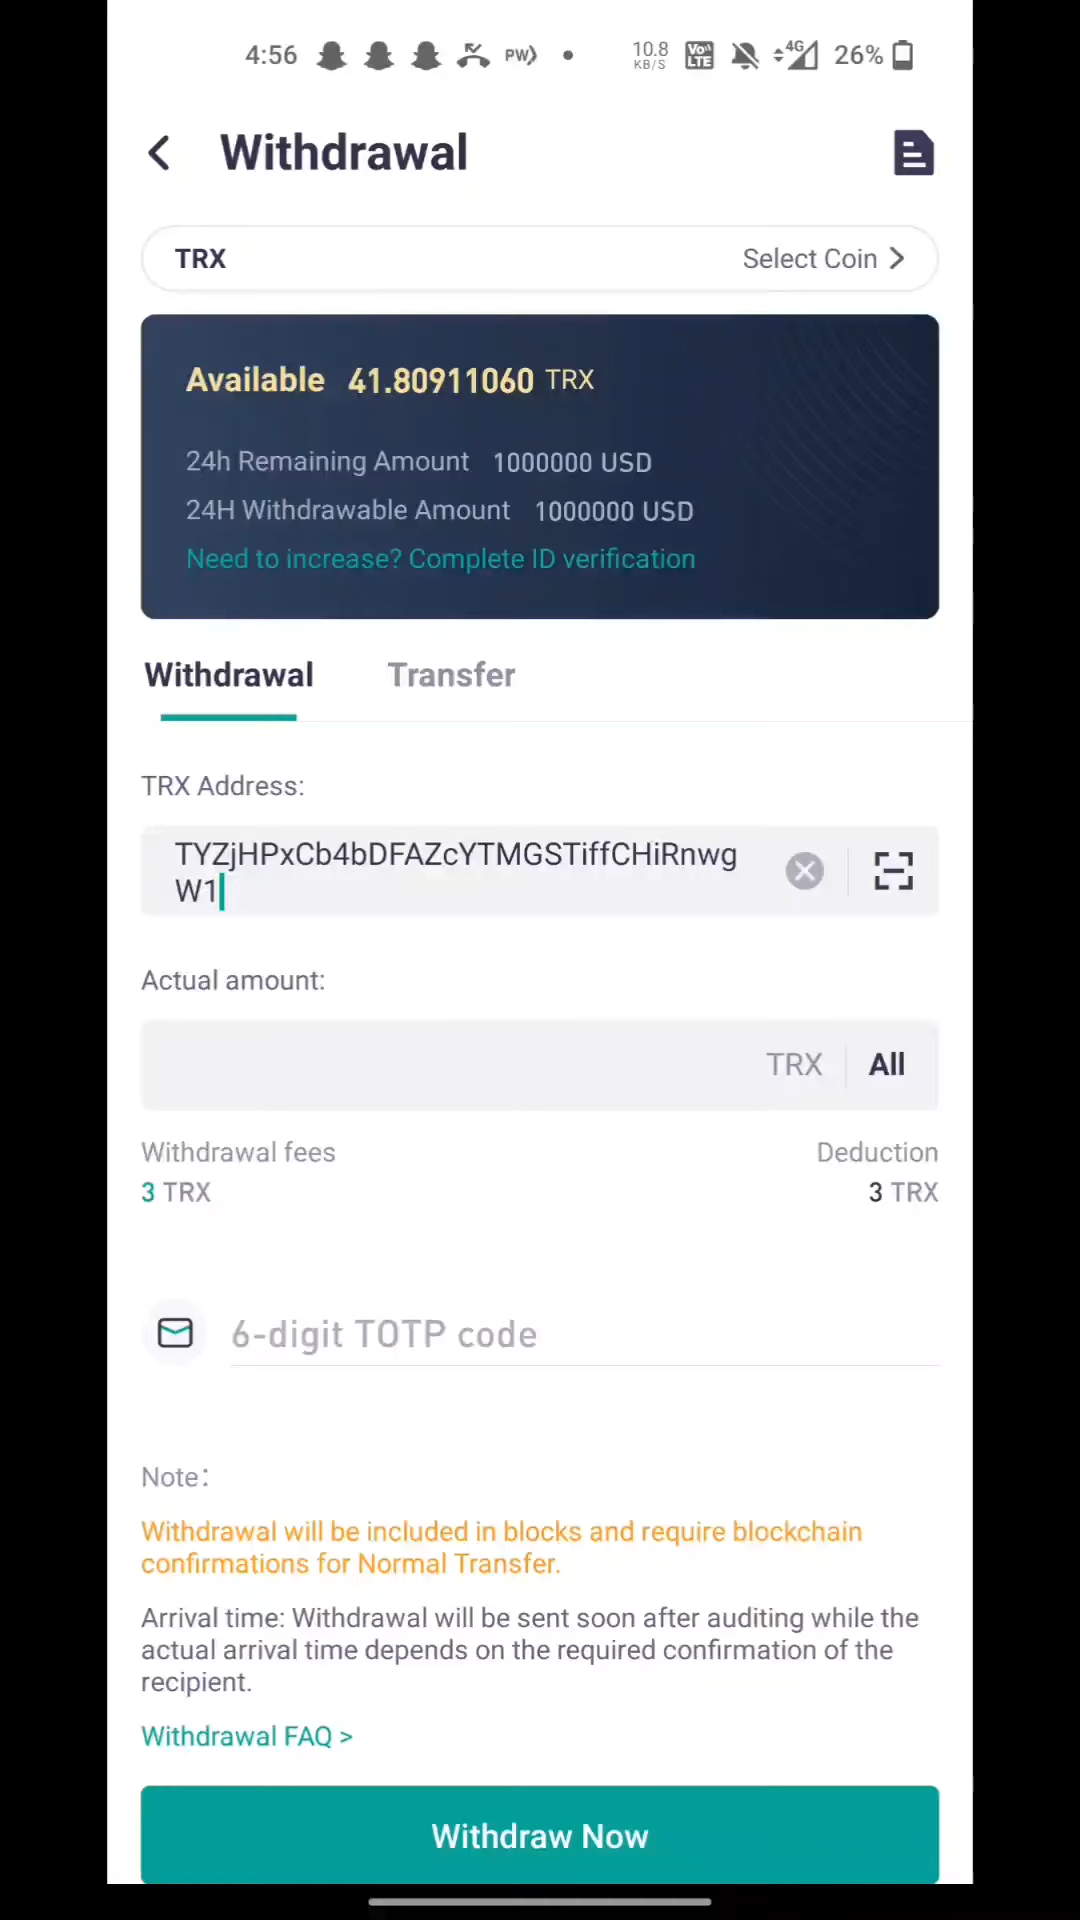 4:56 PW) 10.8 KB/S VoLTE 4G 26%
Withdrawal
TRX Select Coin >
Available 41.80911060 TRX
24h Remaining Amount 1000000 USD
24H Withdrawable Amount 1000000 USD
Need to increase? Complete ID verification
Withdrawal Transfer
TRX Address:
TYZjHPxCb4bDFAZcYTMGSTiffCHiRnwg
W1
Actual amount:
TRX All
Withdrawal fees Deduction
3 TRX 3 TRX
6-digit TOTP code
Note:
Withdrawal will be included in blocks and require blockchain
confirmations for Normal Transfer.
Arrival time: Withdrawal will be sent soon after auditing while the
actual arrival time depends on the required confirmation of the
recipient.
Withdrawal FAQ >
Withdraw Now